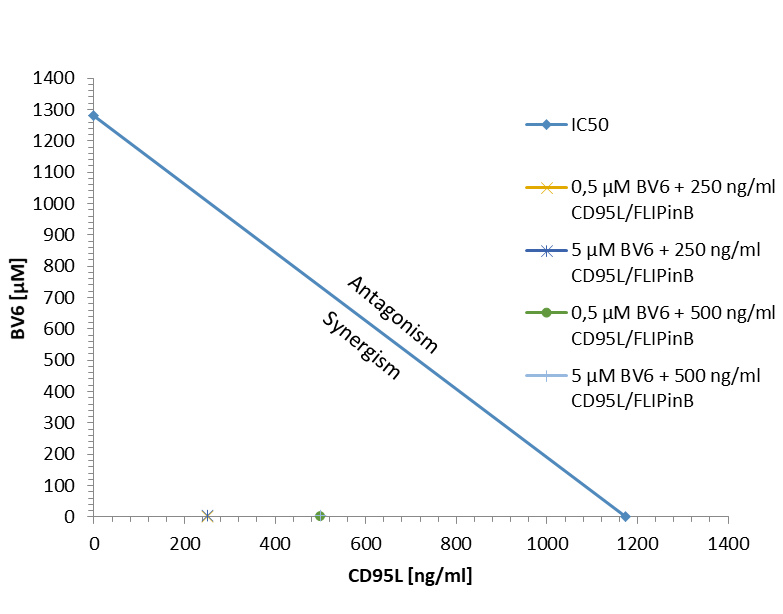 1400
1300
1200
1100
1000
900
800
700
600
500
400
300
200
100
0
BV6 [µM]
0 200 400 600 800 1000 1200 1400
CD95L [ng/ml]
Antagonism
Synergism
IC50
0,5 µM BV6 + 250 ng/ml
CD95L/FLIPinB
5 µM BV6 + 250 ng/ml
CD95L/FLIPinB
0,5 µM BV6 + 500 ng/ml
CD95L/FLIPinB
5 µM BV6 + 500 ng/ml
CD95L/FLIPinB